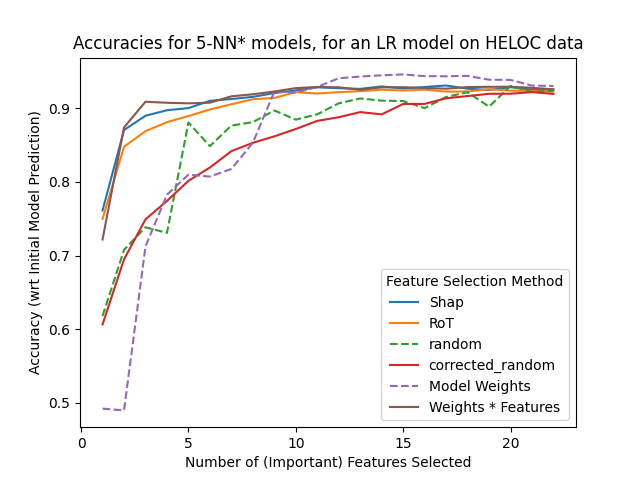 Accuracies for 5-NN* models, for an LR model on HELOC data
Accuracy (wrt Initial Model Prediction)
0.9
0.8
0.7
0.6
0.5
Feature Selection Method
Shap
RoT
random
corrected_random
Model Weights
Weights * Features
0
5
10
15
20
Number of (Important) Features Selected